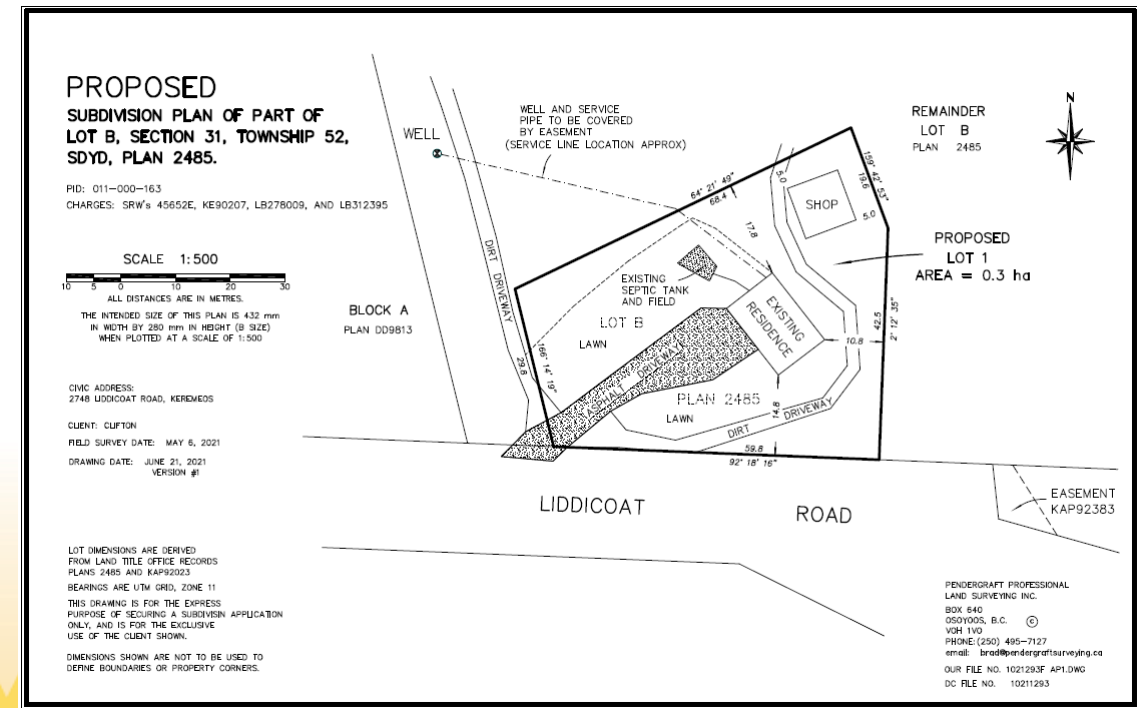 PROPOSED
SUBDIVISION PLAN OF PART OF
LOT B, SECTION 31, TOWNSHIP 52,
SDYD, PLAN 2485.
PID: 011-000-163
CHARGES: SRW's 45652E, KE90207, LB278009, AND LB312395
SCALE 1:500
10 5 0 10 20 30
ALL DISTANCES ARE IN METRES.
THE INTENDED SIZE OF THIS PLAN IS 432 mm
IN WIDTH BY 280 mm IN HEIGHT (B SIZE)
WHEN PLOTTED AT A SCALE OF 1:500
CIVIC ADDRESS:
2748 LIDDICOAT ROAD, KEREMEOS
CLIENT: CLIFTON
FIELD SURVEY DATE: MAY 6, 2021
DRAWING DATE: JUNE 21, 2021
VERSION #1
LOT DIMENSIONS ARE DERIVED
FROM LAND TITLE OFFICE RECORDS
PLANS 2485 AND KAP92023
BEARINGS ARE UTM GRID, ZONE 11
THIS DRAWING IS FOR THE EXPRESS
PURPOSE OF SECURING A SUBDIVISIN APPLICATION
ONLY, AND IS FOR THE EXCLUSIVE
USE OF THE CLIENT SHOWN.
DIMENSIONS SHOWN ARE NOT TO BE USED TO
DEFINE BOUNDARIES OR PROPERTY CORNERS.
WELL
WELL AND SERVICE
PIPE TO BE COVERED
BY EASEMENT
(SERVICE LINE LOCATION APPROX)
REMAINDER
LOT B
PLAN 2485
N
64° 21' 49"
68.4
159° 42' 53"
19.6
5.0
SHOP
5.0
17.8
PROPOSED
LOT 1
AREA = 0.3 ha
DIRT DRIVEWAY
BLOCK A
PLAN DD9813
EXISTING
SEPTIC TANK
AND FIELD
LOT B
LAWN
EXISTING
RESIDENCE
10.8
42.5
2° 12' 35"
166° 14' 19"
29.8
ASPHALT DRIVEWAY
PLAN 2485
LAWN
14.8
DIRT DRIVEWAY
59.8
92° 18' 16"
LIDDICOAT ROAD
EASEMENT
KAP92383
PENDERGRAFT PROFESSIONAL
LAND SURVEYING INC.
BOX 640
OSOYOOS, B.C. ©
V0H 1V0
PHONE: (250) 495-7127
email: brad@pendergraftsurveying.ca
OUR FILE NO. 1021293F AP1.DWG
DC FILE NO. 10211293